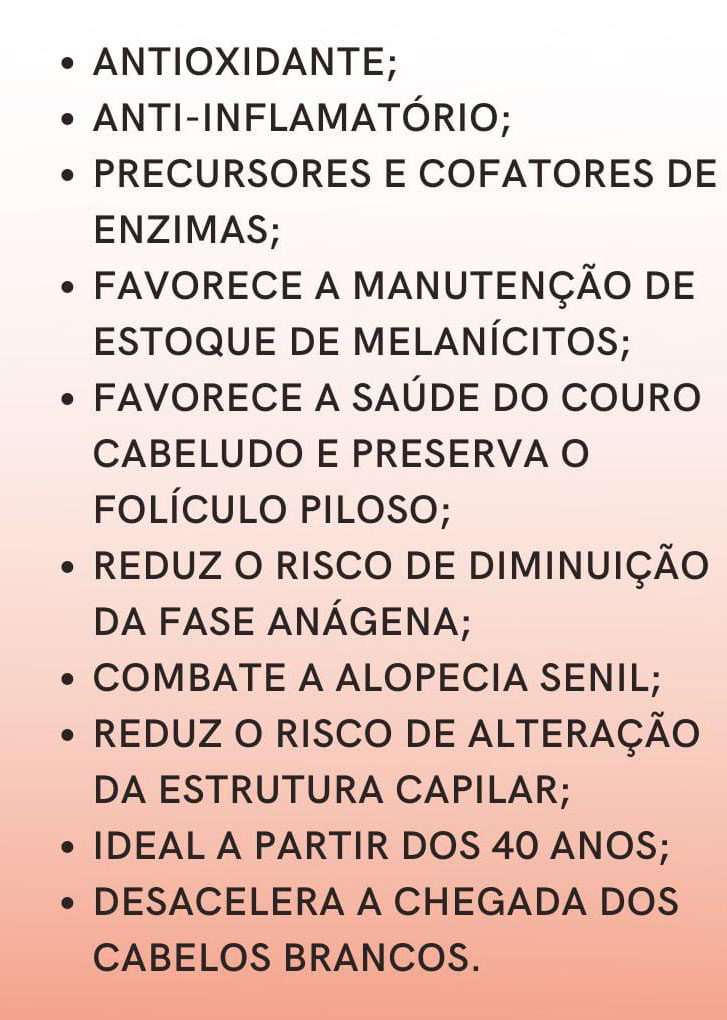 • ANTIOXIDANTE;
• ANTI-INFLAMATÓRIO;
• PRECURSORES E COFATORES DE
ENZIMAS;
• FAVORECE A MANUTENÇÃO DE
ESTOQUE DE MELANÍCITOS;
• FAVORECE A SAÚDE DO COURO
CABELUDO E PRESERVA O
FOLÍCULO PILOSO;
• REDUZ O RISCO DE DIMINUIÇÃO
DA FASE ANÁGENA;
• COMBATE A ALOPECIA SENIL;
• REDUZ O RISCO DE ALTERAÇÃO
DA ESTRUTURA CAPILAR;
• IDEAL A PARTIR DOS 40 ANOS;
• DESACELERA A CHEGADA DOS
CABELOS BRANCOS.